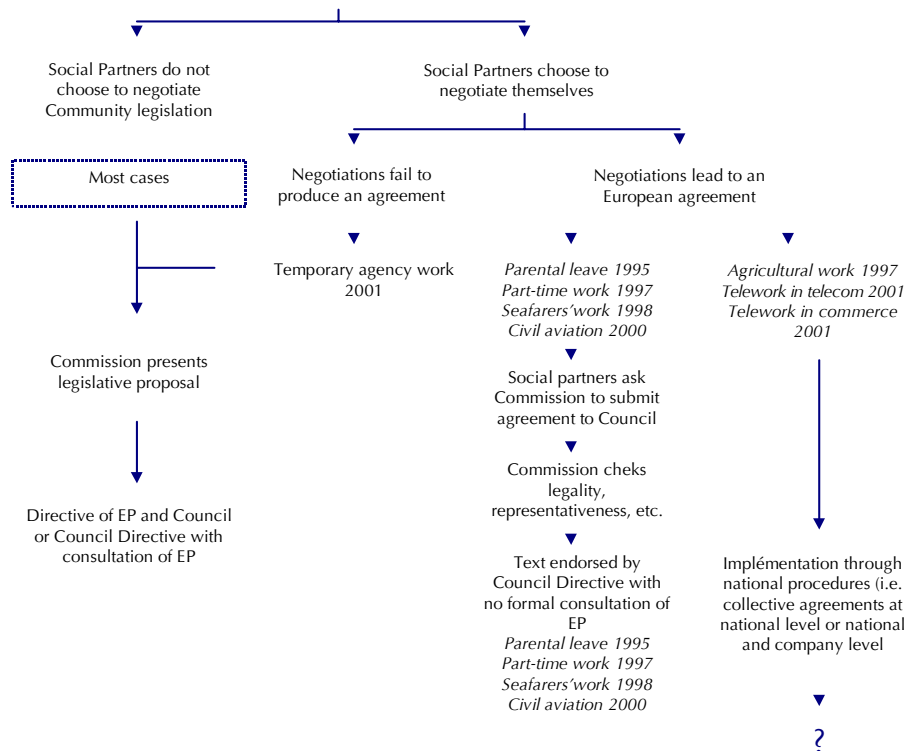 Social Partners do not
choose to negotiate
Community legislation
Social Partners choose to
negotiate themselves
Most cases
Negotiations fail to
produce an agreement
Negotiations lead to an
European agreement
Temporary agency work
2001
Parental leave 1995
Part-time work 1997
Seafarers'work 1998
Civil aviation 2000
Agricultural work 1997
Telework in telecom 2001
Telework in commerce
2001
Commission presents
legislative proposal
Social partners ask
Commission to submit
agreement to Council
Commission cheks
legality,
representativeness, etc.
Directive of EP and Council
or Council Directive with
consultation of EP
Text endorsed by
Council Directive with
no formal consultation of
EP
Parental leave 1995
Part-time work 1997
Seafarers'work 1998
Civil aviation 2000
Implémentation through
national procedures (i.e.
collective agreements at
national level or national
and company level
?